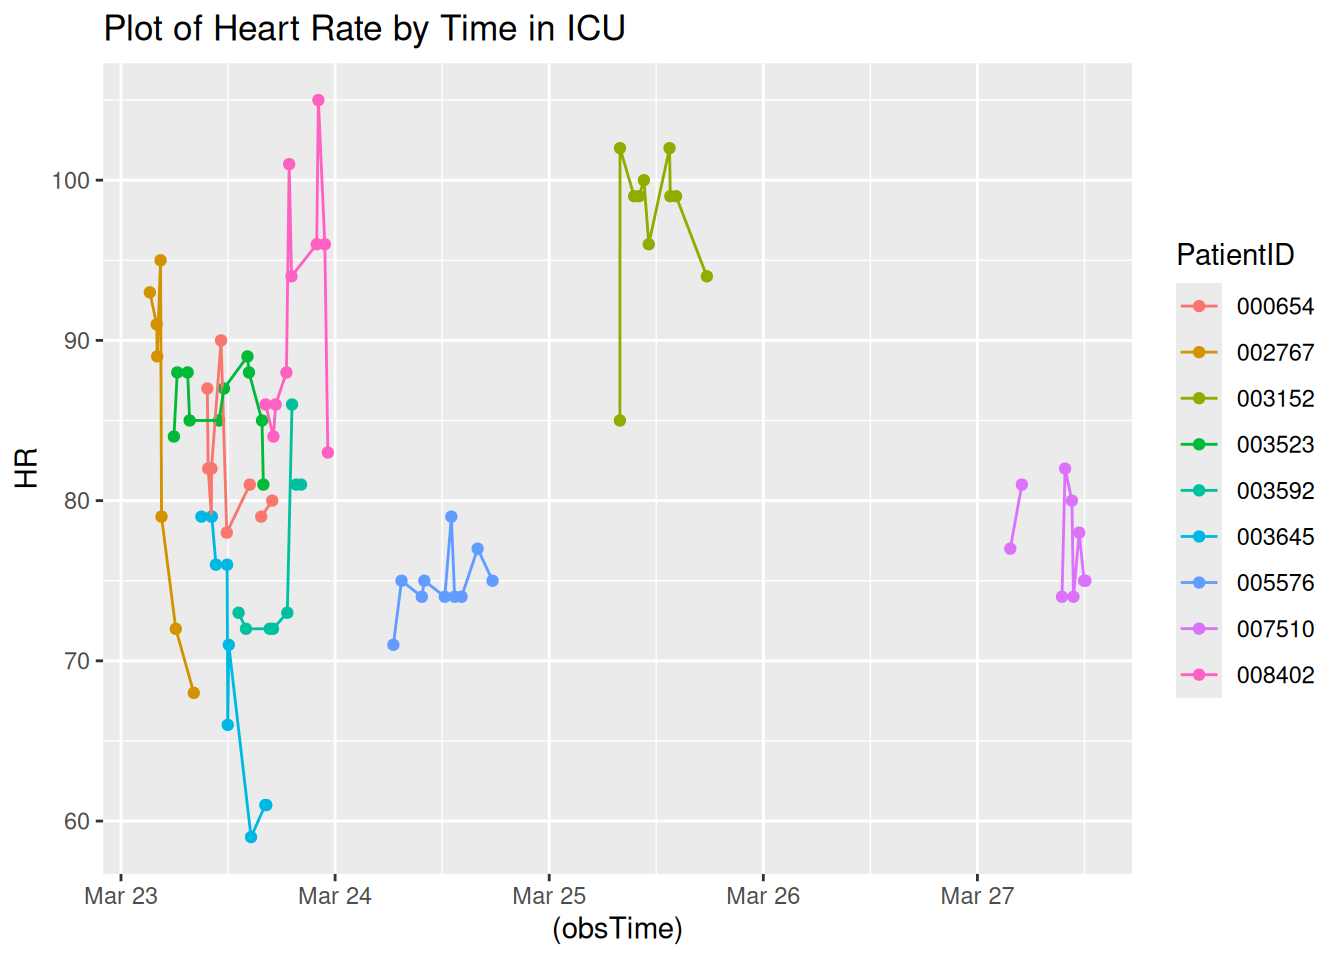 Plot of Heart Rate by Time in ICU
HR
100
90
80
70
60
Mar 23
Mar 24
Mar 25
Mar 26
Mar 27
(obsTime)
PatientID
000654
002767
003152
003523
003592
003645
005576
007510
008402